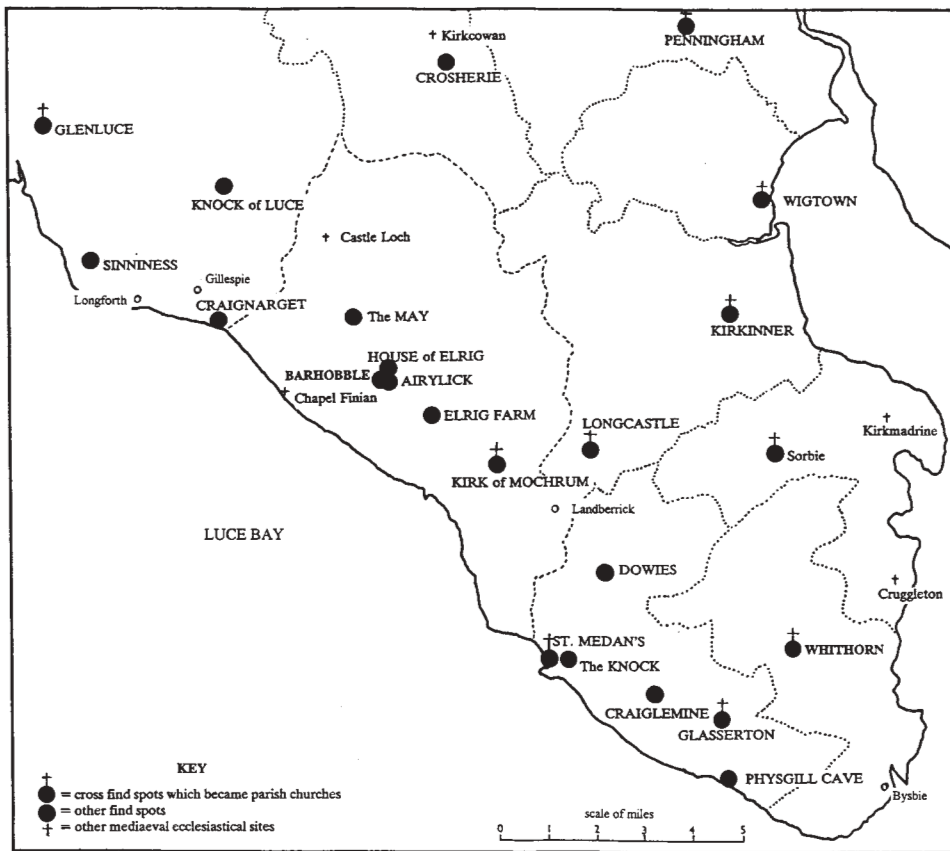 Kirkcowan
PENNINGHAM
CROSHERIE
GLENLUCE
KNOCK of LUCE
WIGTOWN
Castle Loch
SINNINESS
Gillespie
Longforth
CRAIGNARGET
The MAY
KIRKINNER
HOUSE of ELRIG
BARHOBBLE
AIRYLICK
Chapel Finian
ELRIG FARM
LONGCASTLE
Kirkmadrine
Sorbie
KIRK of MOCHRUM
Landberrick
LUCE BAY
DOWIES
Cruggleton
ST. MEDAN'S
WHITHORN
The KNOCK
CRAIGLEMINE
GLASSERTON
PHYSGILL CAVE
Bysbie
KEY
= cross find spots which became parish churches
= other find spots
= other mediaeval ecclesiastical sites
scale of miles
0 1 2 3 4 5